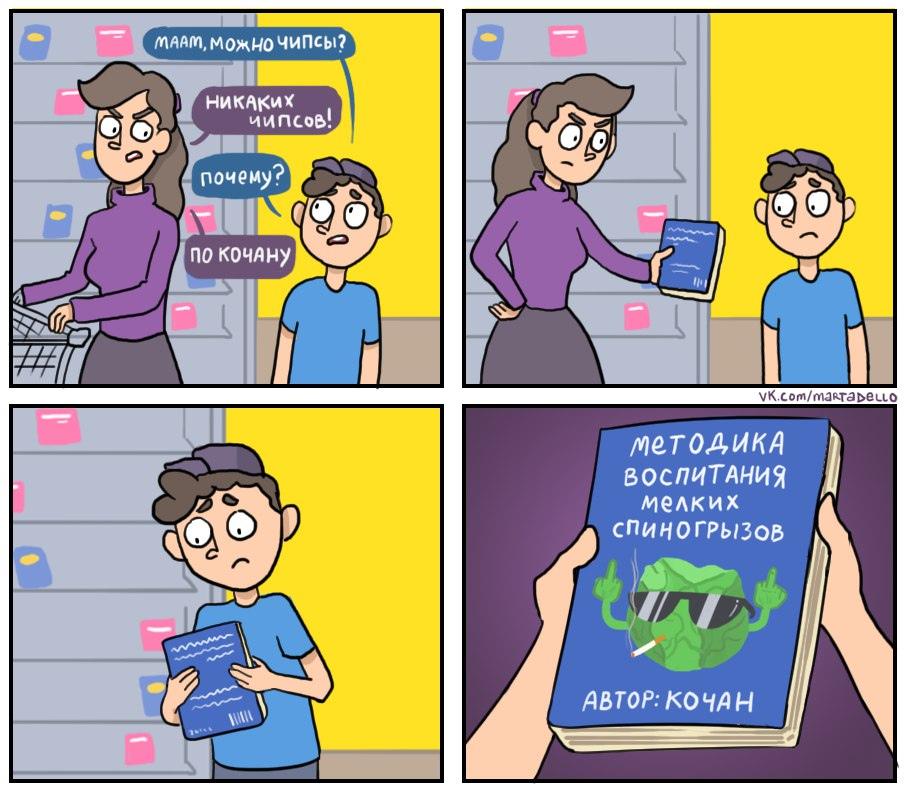 МААМ, МОЖНО ЧИПСЫ?
НИКАКИХ
ЧИПСОВ!
ПОЧЕМУ?
ПО КОЧАНУ
VK.COM/MARTADELLO
МЕТОДИКА
ВОСПИТАНИЯ
МЕЛКИХ
СПИНОГРЫЗОВ
АВТОР: КОЧАН